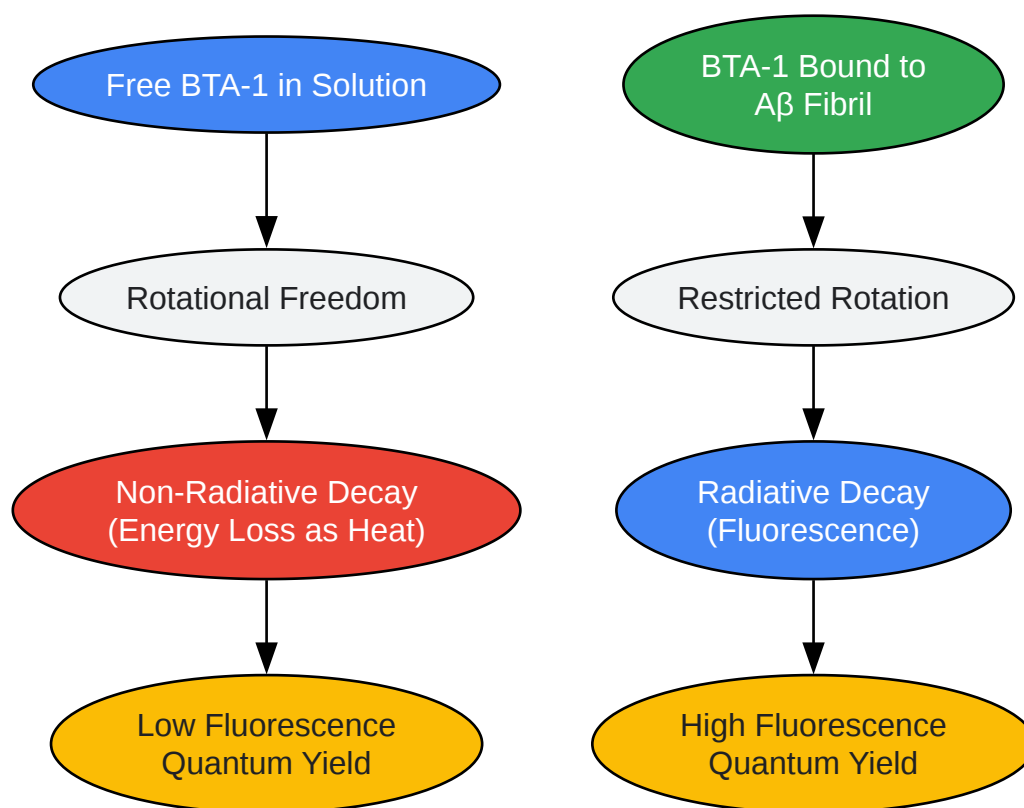 Free BTA-1 in Solution
Rotational Freedom
Non-Radiative Decay
(Energy Loss as Heat)
Low Fluorescence
Quantum Yield
BTA-1 Bound to
Aβ Fibril
Restricted Rotation
Radiative Decay
(Fluorescence)
High Fluorescence
Quantum Yield